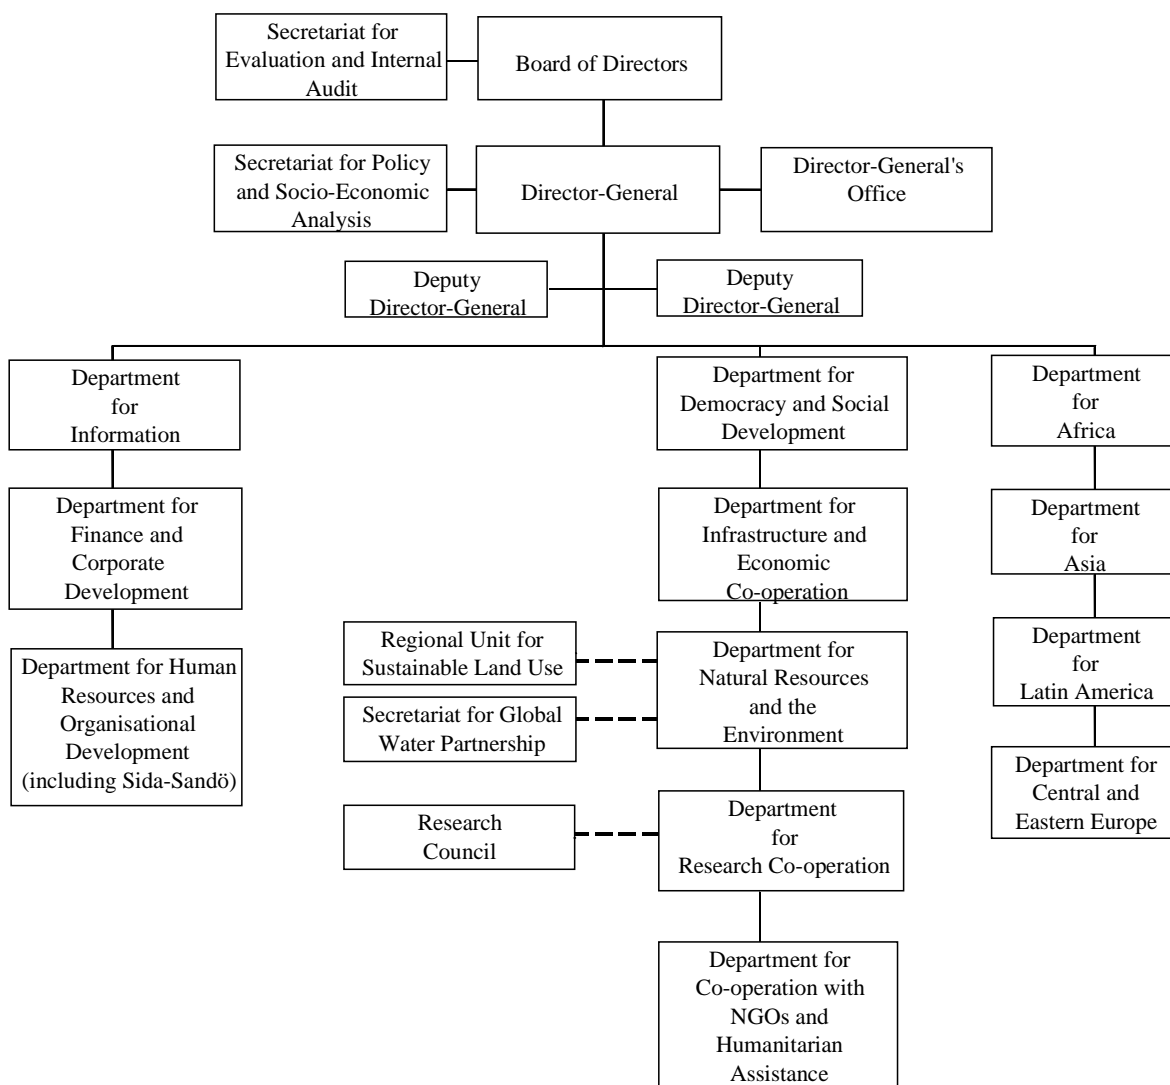 Secretariat for
Evaluation and Internal
Audit
Board of Directors
Secretariat for Policy
and Socio-Economic
Analysis
Director-General
Director-General's
Office
Deputy
Director-General
Deputy
Director-General
Department
for
Information
Department for
Democracy and Social
Development
Department
for
Africa
Department for
Finance and
Corporate
Development
Department for
Infrastructure and
Economic
Co-operation
Department
for
Asia
Department for Human
Resources and
Organisational
Development
(including Sida-Sandö)
Regional Unit for
Sustainable Land Use
Secretariat for Global
Water Partnership
Department for
Natural Resources
and the
Environment
Department
for
Latin America
Department for
Central and
Eastern Europe
Research
Council
Department
for
Research Co-operation
Department for
Co-operation with
NGOs and
Humanitarian
Assistance